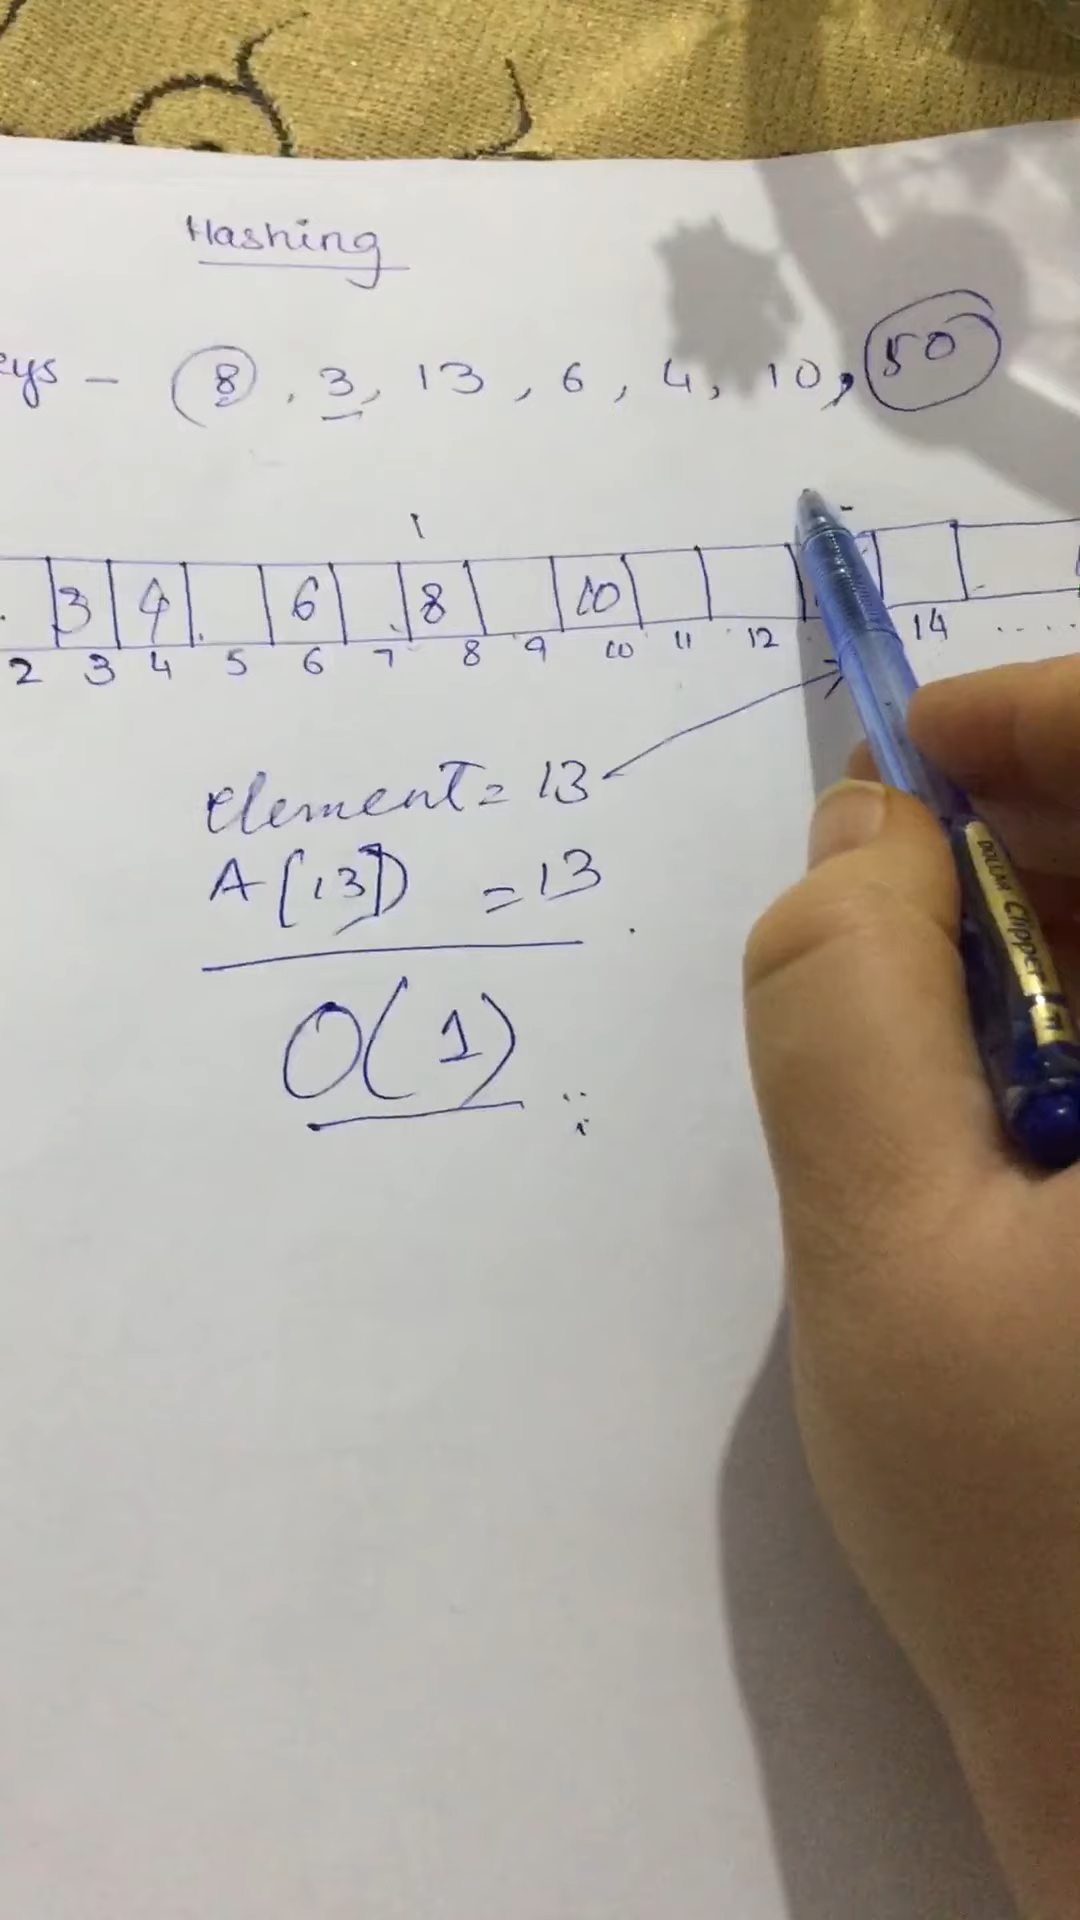 Hashing
eys - 8, 3, 13, 6, 4, 10, 50
3 4 6 8 10
2 3 4 5 6 7 8 9 10 11 12 14 .....
element = 13
A[13] = 13
O(1)
DOLLAR Clipper